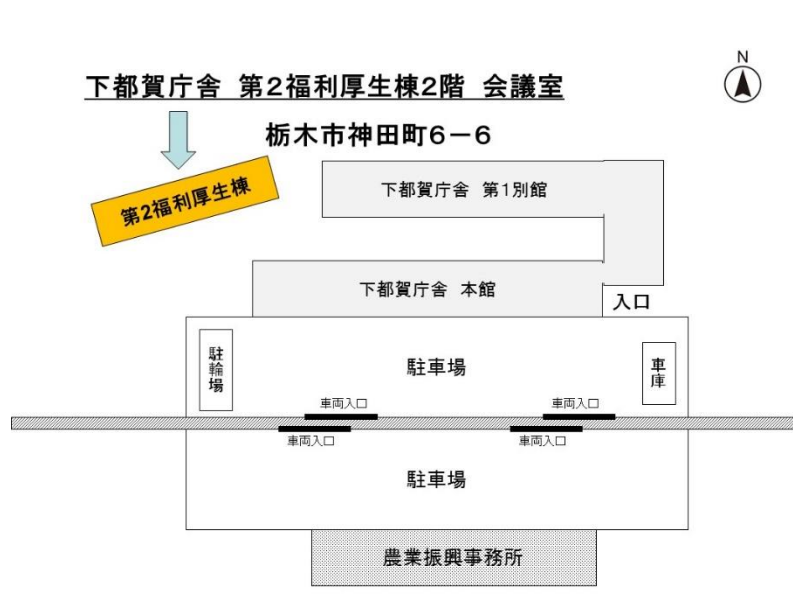 N
下都賀庁舎 第2福利厚生棟2階 会議室
栃木市神田町6-6
第2福利厚生棟
下都賀庁舎 第1別館
下都賀庁舎 本館
入口
駐輪場
駐車場
車庫
車両入口
車両入口
車両入口
車両入口
駐車場
農業振興事務所